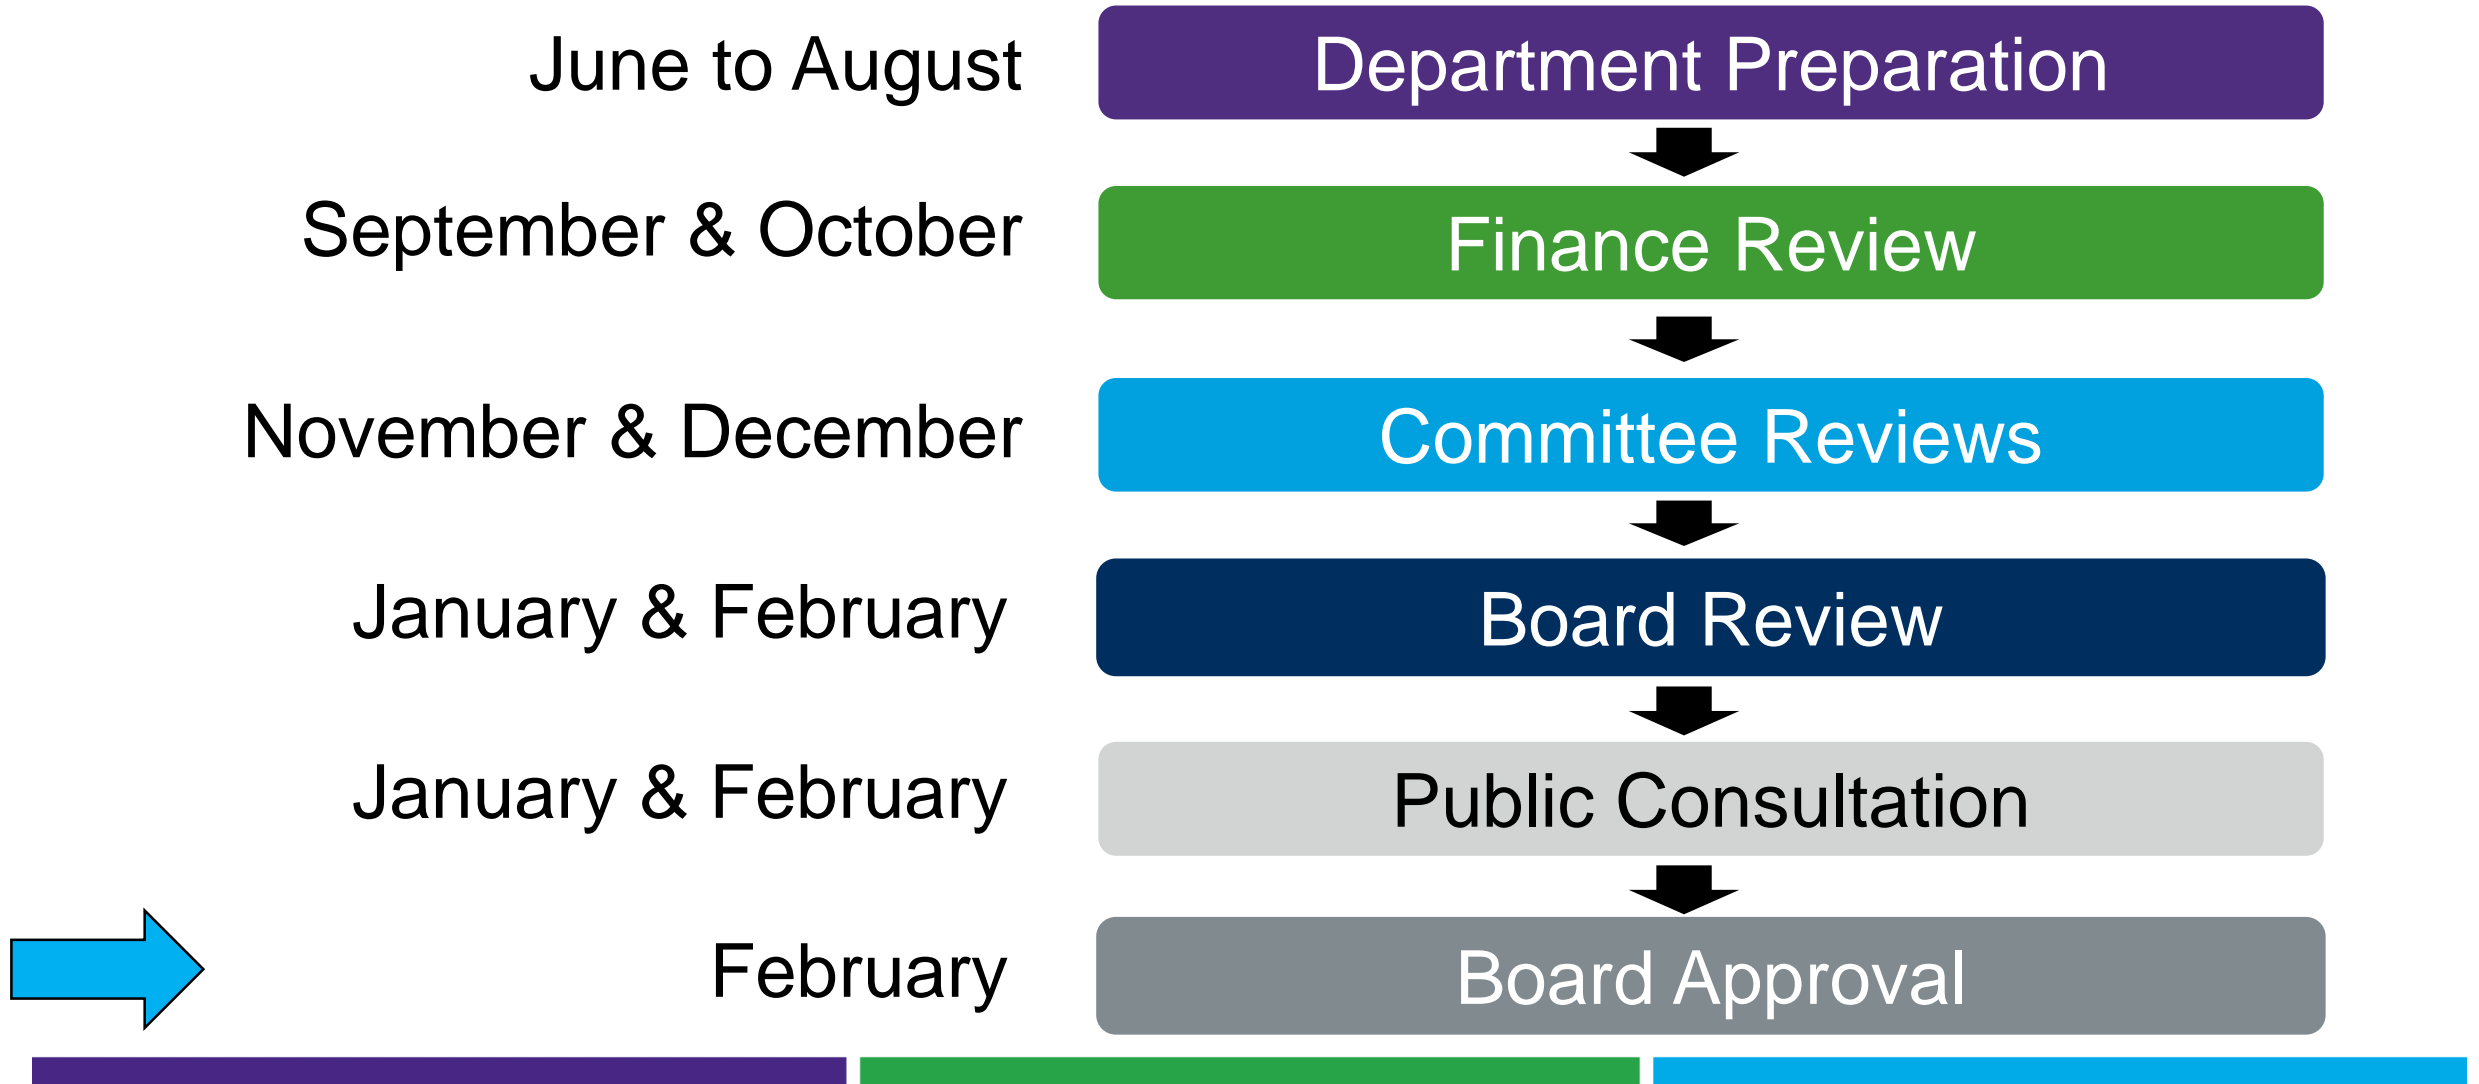 June to August
Department Preparation
September & October
Finance Review
November & December
Committee Reviews
January & February
Board Review
January & February
Public Consultation
February
Board Approval